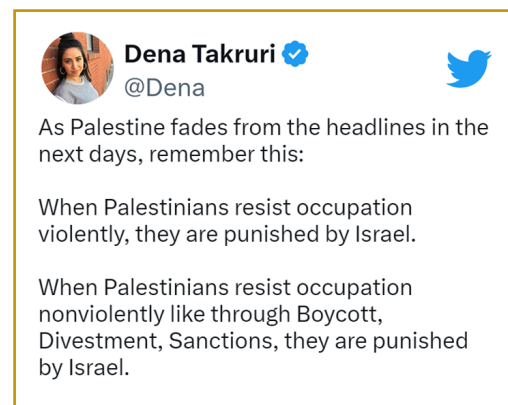 Dena Takruri
@Dena
As Palestine fades from the headlines in the
next days, remember this:
When Palestinians resist occupation
violently, they are punished by Israel.
When Palestinians resist occupation
nonviolently like through Boycott,
Divestment, Sanctions, they are punished
by Israel.